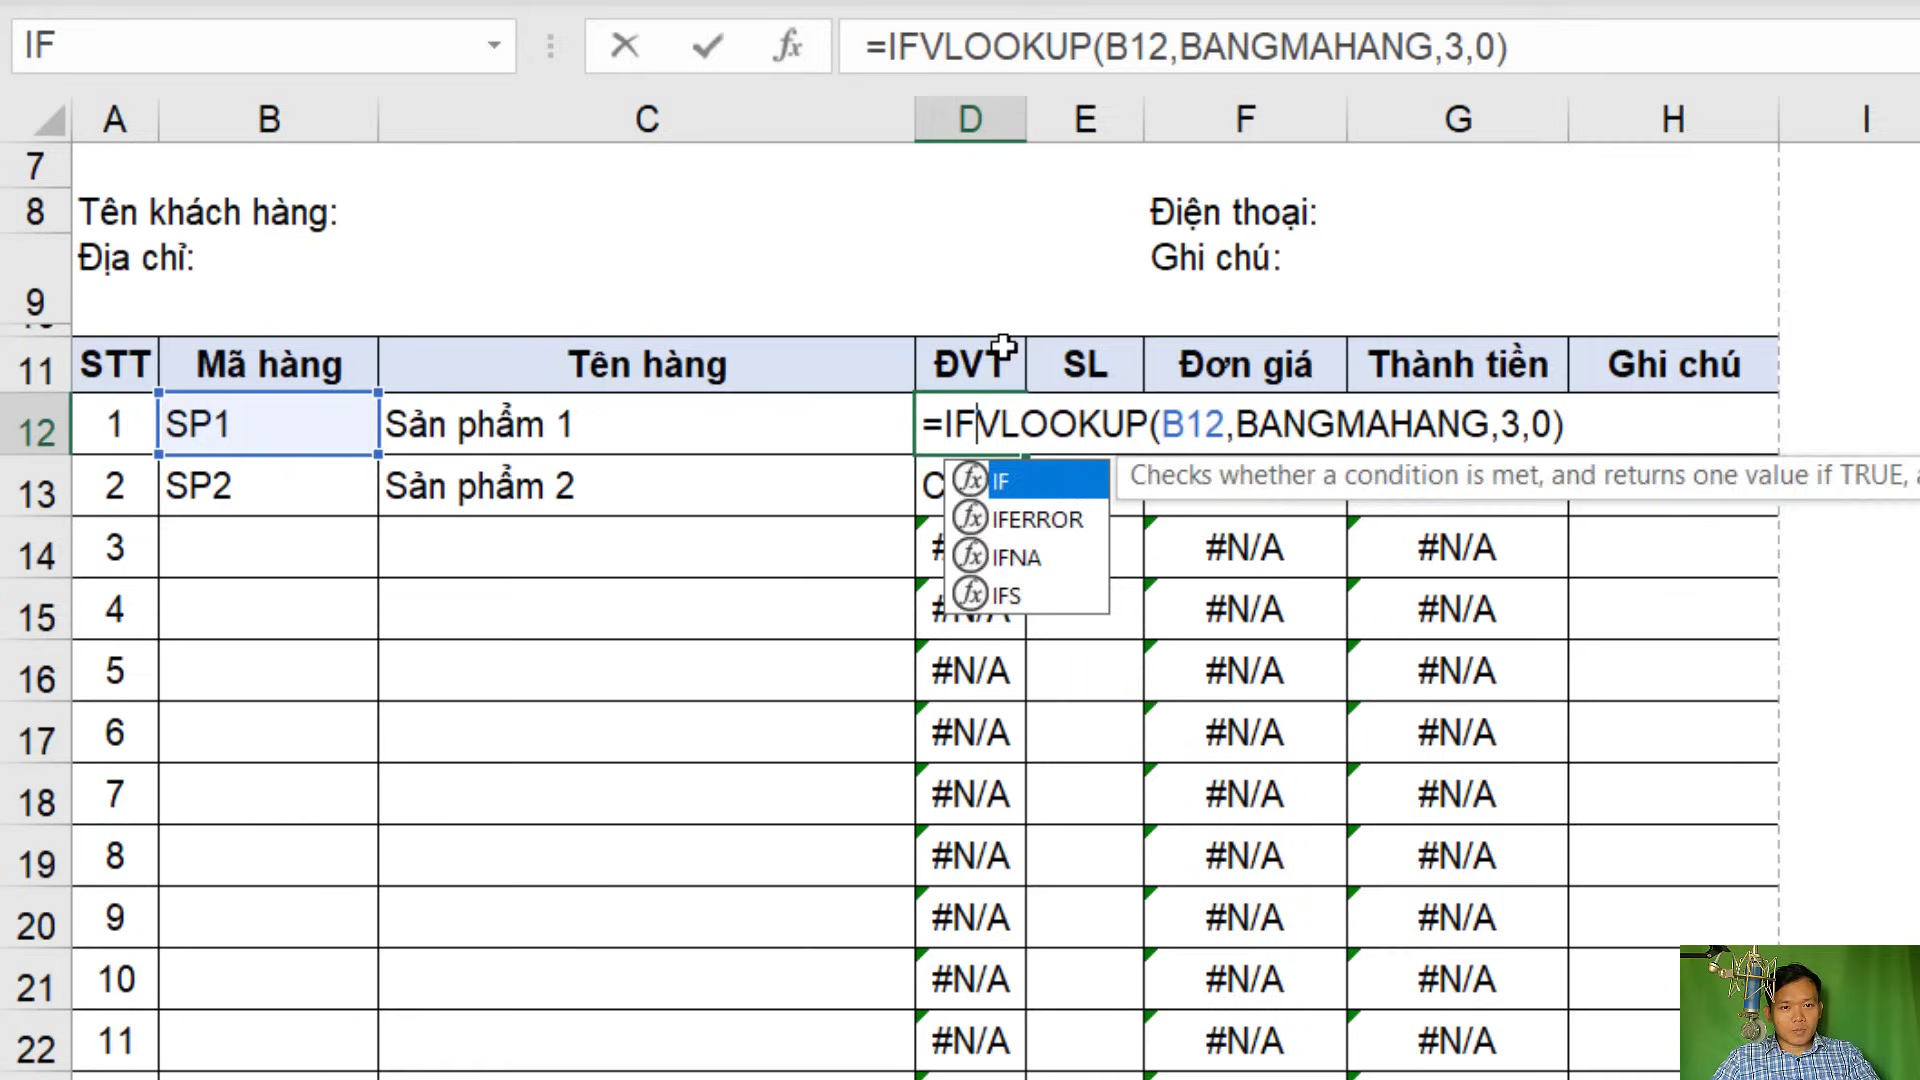 IF
fx
=IFVLOOKUP(B12,BANGMAHANG,3,0)
A B C D E F G H I
7
8 Tên khách hàng: Điện thoại:
Địa chỉ: Ghi chú:
9
11 STT Mã hàng Tên hàng ĐVT SL Đơn giá Thành tiền Ghi chú
12 1 SP1 Sản phẩm 1 =IFVLOOKUP(B12,BANGMAHANG,3,0)
13 2 SP2 Sản phẩm 2 C
fx IF Checks whether a condition is met, and returns one value if TRUE,
fx IFERROR
fx IFNA
fx IFS
14 3 # #N/A #N/A
15 4 #N/A #N/A #N/A
16 5 #N/A #N/A #N/A
17 6 #N/A #N/A #N/A
18 7 #N/A #N/A #N/A
19 8 #N/A #N/A #N/A
20 9 #N/A #N/A #N/A
21 10 #N/A #N/A #N/A
22 11 #N/A #N/A #N/A